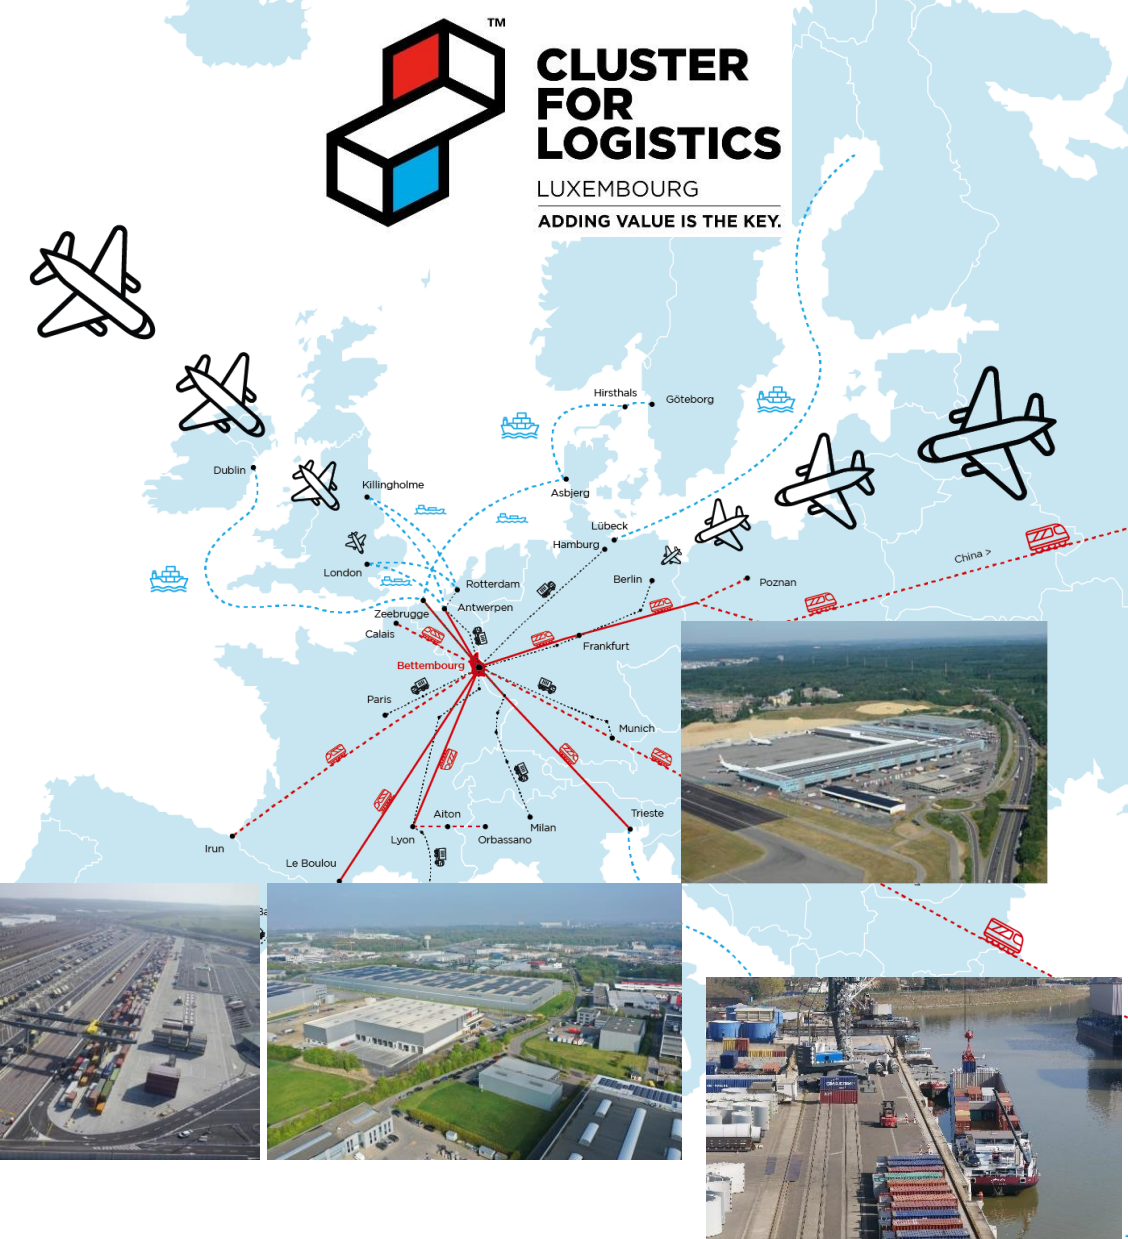 TM
CLUSTER
FOR
LOGISTICS
LUXEMBOURG
ADDING VALUE IS THE KEY.
Hirsthals
Göteborg
Dublin
Killingholme
Asbjerg
Lübeck
Hamburg
China >
London
Rotterdam
Berlin
Poznan
Zeebrugge
Antwerpen
Calais
Frankfurt
Bettembourg
Paris
Munich
Aiton
Trieste
Lyon
Orbassano
Milan
Irun
Le Boulou
Ba